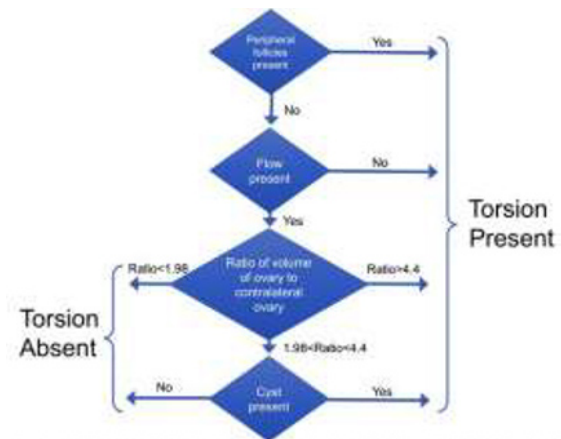 Peripheral
follicles
present
Yes
No
Flow
present
No
Yes
Ratio of volume
of ovary to
contralateral
ovary
Ratio<1.98
Ratio>4.4
1.98<Ratio<4.4
Cyst
present
No
Yes
Torsion
Absent
Torsion
Present